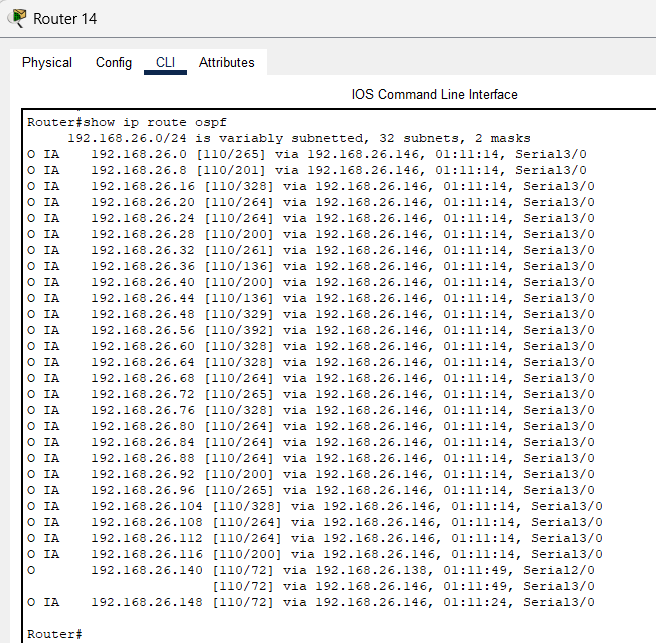 Router 14
Physical Config CLI Attributes
IOS Command Line Interface
Router#show ip route ospf
192.168.26.0/24 is variably subnetted, 32 subnets, 2 masks
O IA 192.168.26.0 [110/265] via 192.168.26.146, 01:11:14, Serial3/0
O IA 192.168.26.8 [110/201] via 192.168.26.146, 01:11:14, Serial3/0
O IA 192.168.26.16 [110/328] via 192.168.26.146, 01:11:14, Serial3/0
O IA 192.168.26.20 [110/264] via 192.168.26.146, 01:11:14, Serial3/0
O IA 192.168.26.24 [110/264] via 192.168.26.146, 01:11:14, Serial3/0
O IA 192.168.26.28 [110/200] via 192.168.26.146, 01:11:14, Serial3/0
O IA 192.168.26.32 [110/261] via 192.168.26.146, 01:11:14, Serial3/0
O IA 192.168.26.36 [110/136] via 192.168.26.146, 01:11:14, Serial3/0
O IA 192.168.26.40 [110/200] via 192.168.26.146, 01:11:14, Serial3/0
O IA 192.168.26.44 [110/136] via 192.168.26.146, 01:11:14, Serial3/0
O IA 192.168.26.48 [110/329] via 192.168.26.146, 01:11:14, Serial3/0
O IA 192.168.26.56 [110/392] via 192.168.26.146, 01:11:14, Serial3/0
O IA 192.168.26.60 [110/328] via 192.168.26.146, 01:11:14, Serial3/0
O IA 192.168.26.64 [110/328] via 192.168.26.146, 01:11:14, Serial3/0
O IA 192.168.26.68 [110/264] via 192.168.26.146, 01:11:14, Serial3/0
O IA 192.168.26.72 [110/265] via 192.168.26.146, 01:11:14, Serial3/0
O IA 192.168.26.76 [110/328] via 192.168.26.146, 01:11:14, Serial3/0
O IA 192.168.26.80 [110/264] via 192.168.26.146, 01:11:14, Serial3/0
O IA 192.168.26.84 [110/264] via 192.168.26.146, 01:11:14, Serial3/0
O IA 192.168.26.88 [110/264] via 192.168.26.146, 01:11:14, Serial3/0
O IA 192.168.26.92 [110/200] via 192.168.26.146, 01:11:14, Serial3/0
O IA 192.168.26.96 [110/265] via 192.168.26.146, 01:11:14, Serial3/0
O IA 192.168.26.104 [110/328] via 192.168.26.146, 01:11:14, Serial3/0
O IA 192.168.26.108 [110/264] via 192.168.26.146, 01:11:14, Serial3/0
O IA 192.168.26.112 [110/264] via 192.168.26.146, 01:11:14, Serial3/0
O IA 192.168.26.116 [110/200] via 192.168.26.146, 01:11:14, Serial3/0
O 192.168.26.140 [110/72] via 192.168.26.138, 01:11:49, Serial2/0
[110/72] via 192.168.26.146, 01:11:49, Serial3/0
O IA 192.168.26.148 [110/72] via 192.168.26.146, 01:11:24, Serial3/0
Router#